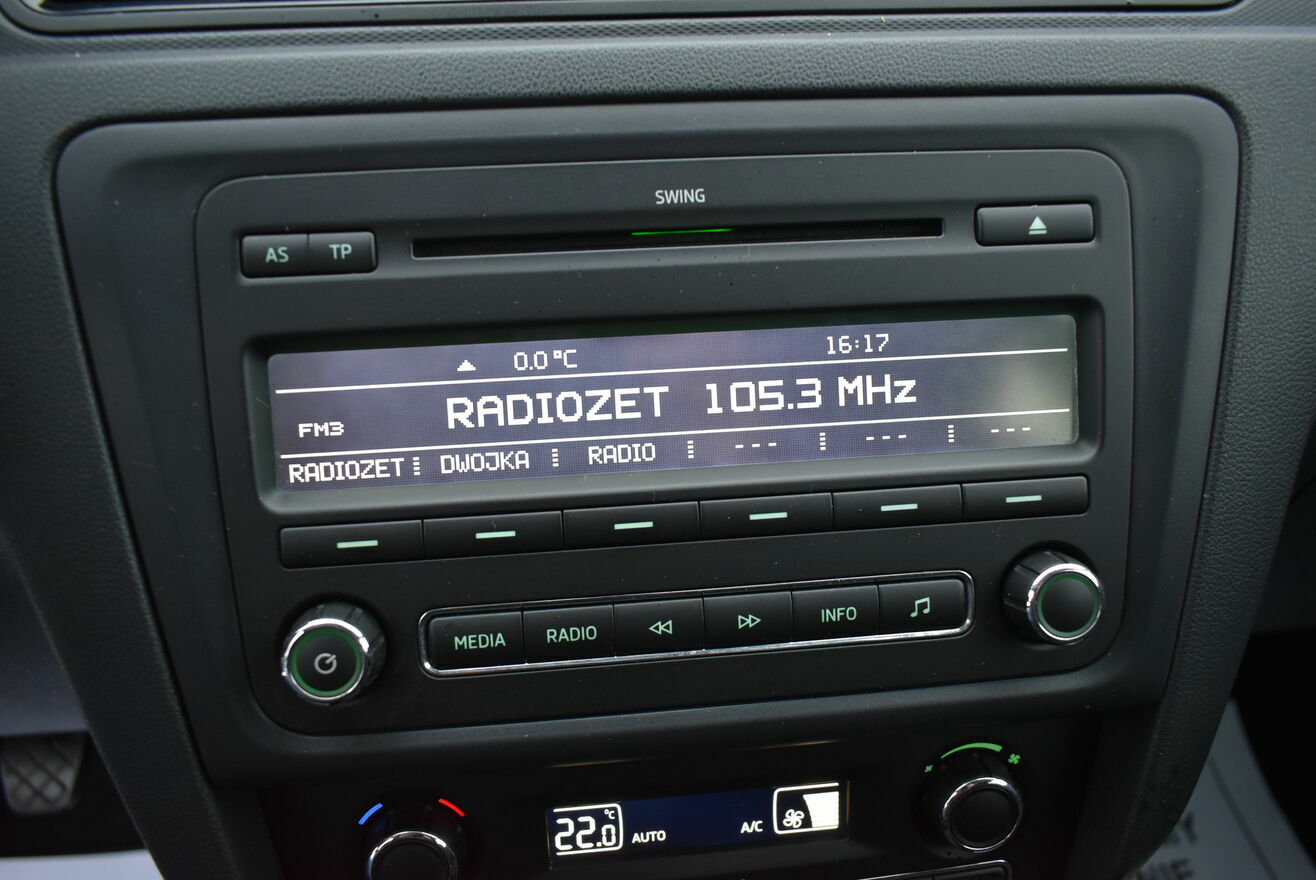 SWING
AS TP
0.0 °C 16:17
FM3 RADIOZET 105.3 MHz
RADIOZET DWOJKA RADIO --- --- ---
MEDIA RADIO INFO
22.0 °C AUTO A/C